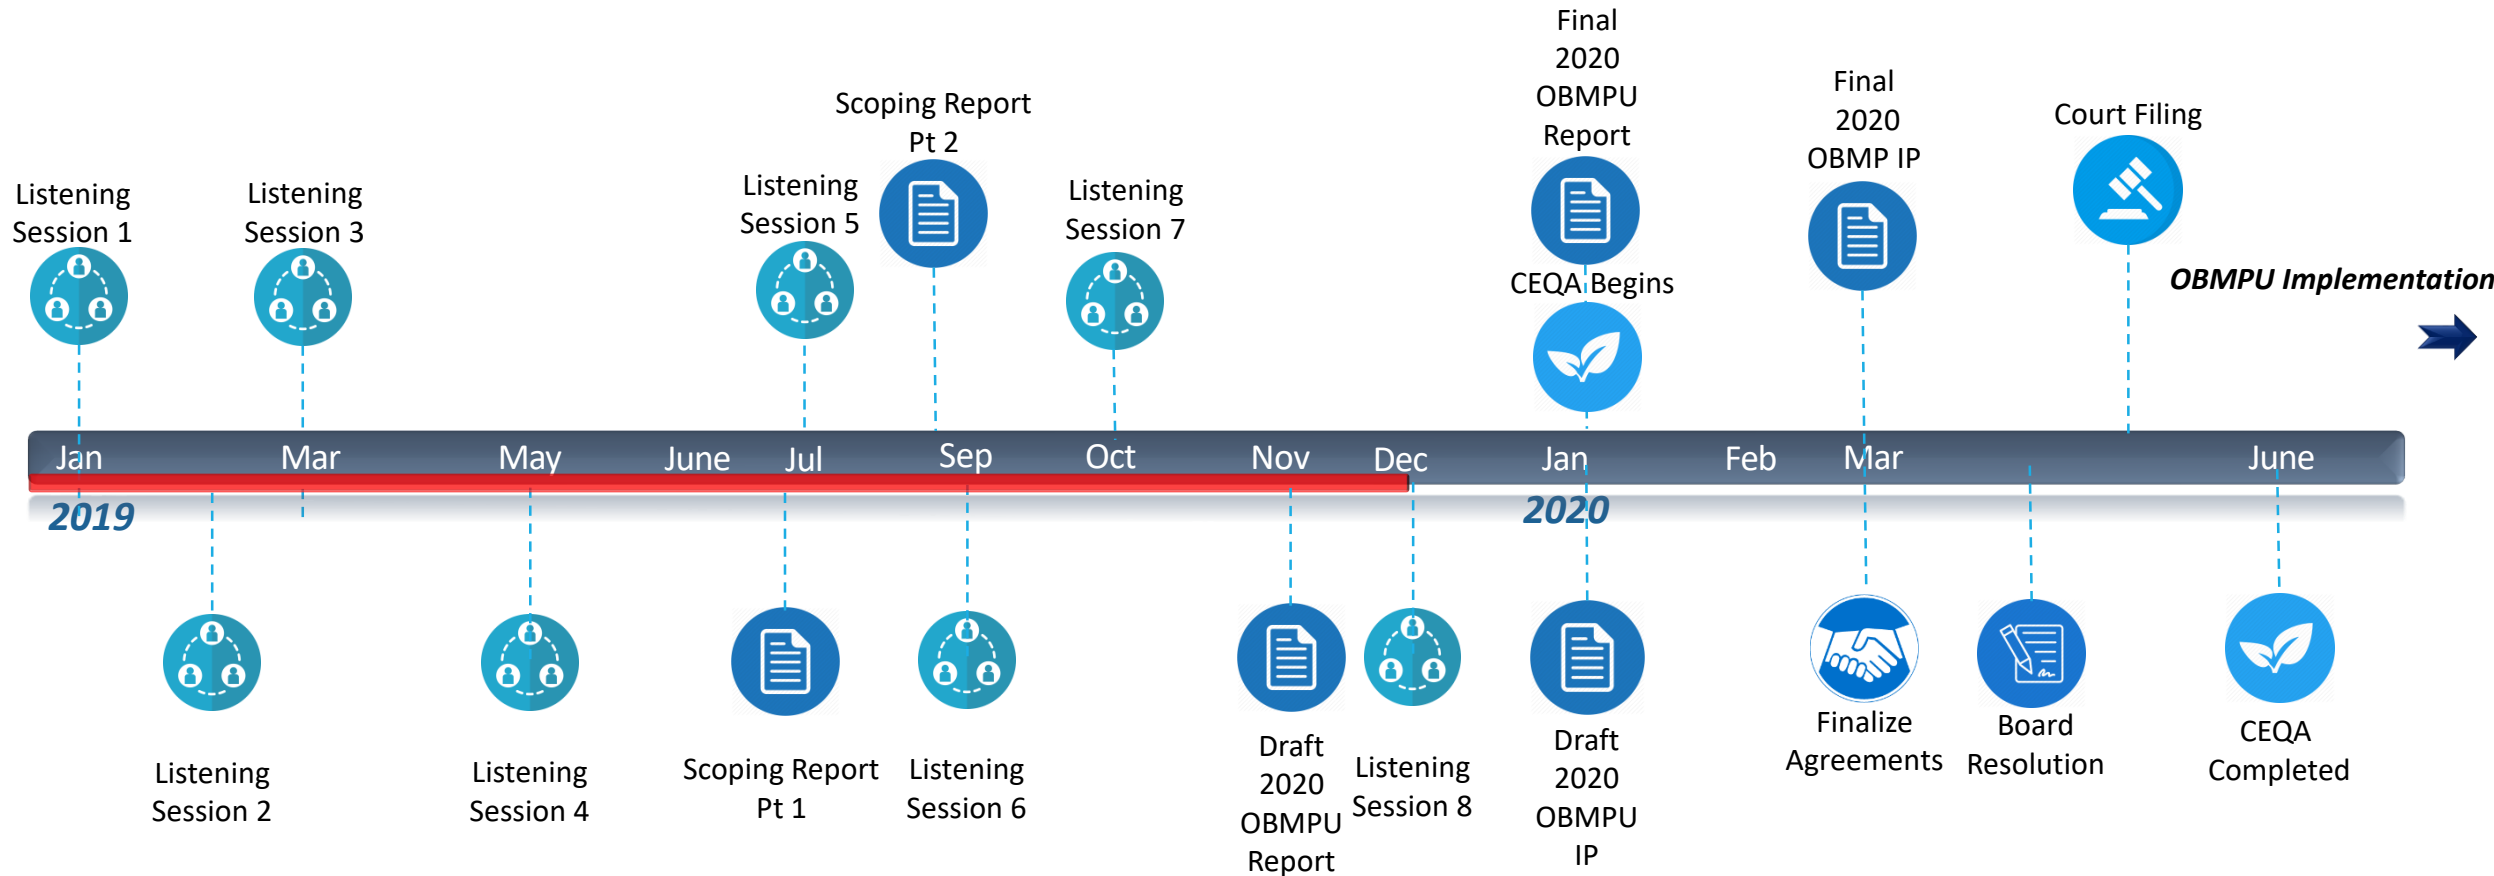 Listening
Session 1
Listening
Session 3
Listening
Session 5
Scoping Report
Pt 2
Listening
Session 7
Final
2020
OBMPU
Report
CEQA Begins
Final
2020
OBMP IP
Court Filing
OBMPU Implementation
Jan
Mar
May
June
Jul
Sep
Oct
Nov
Dec
Jan
Feb
Mar
June
2019
2020
Listening
Session 2
Listening
Session 4
Scoping Report
Pt 1
Listening
Session 6
Draft
2020
OBMPU
Report
Listening
Session 8
Draft
2020
OBMPU
IP
Finalize
Agreements
Board
Resolution
CEQA
Completed